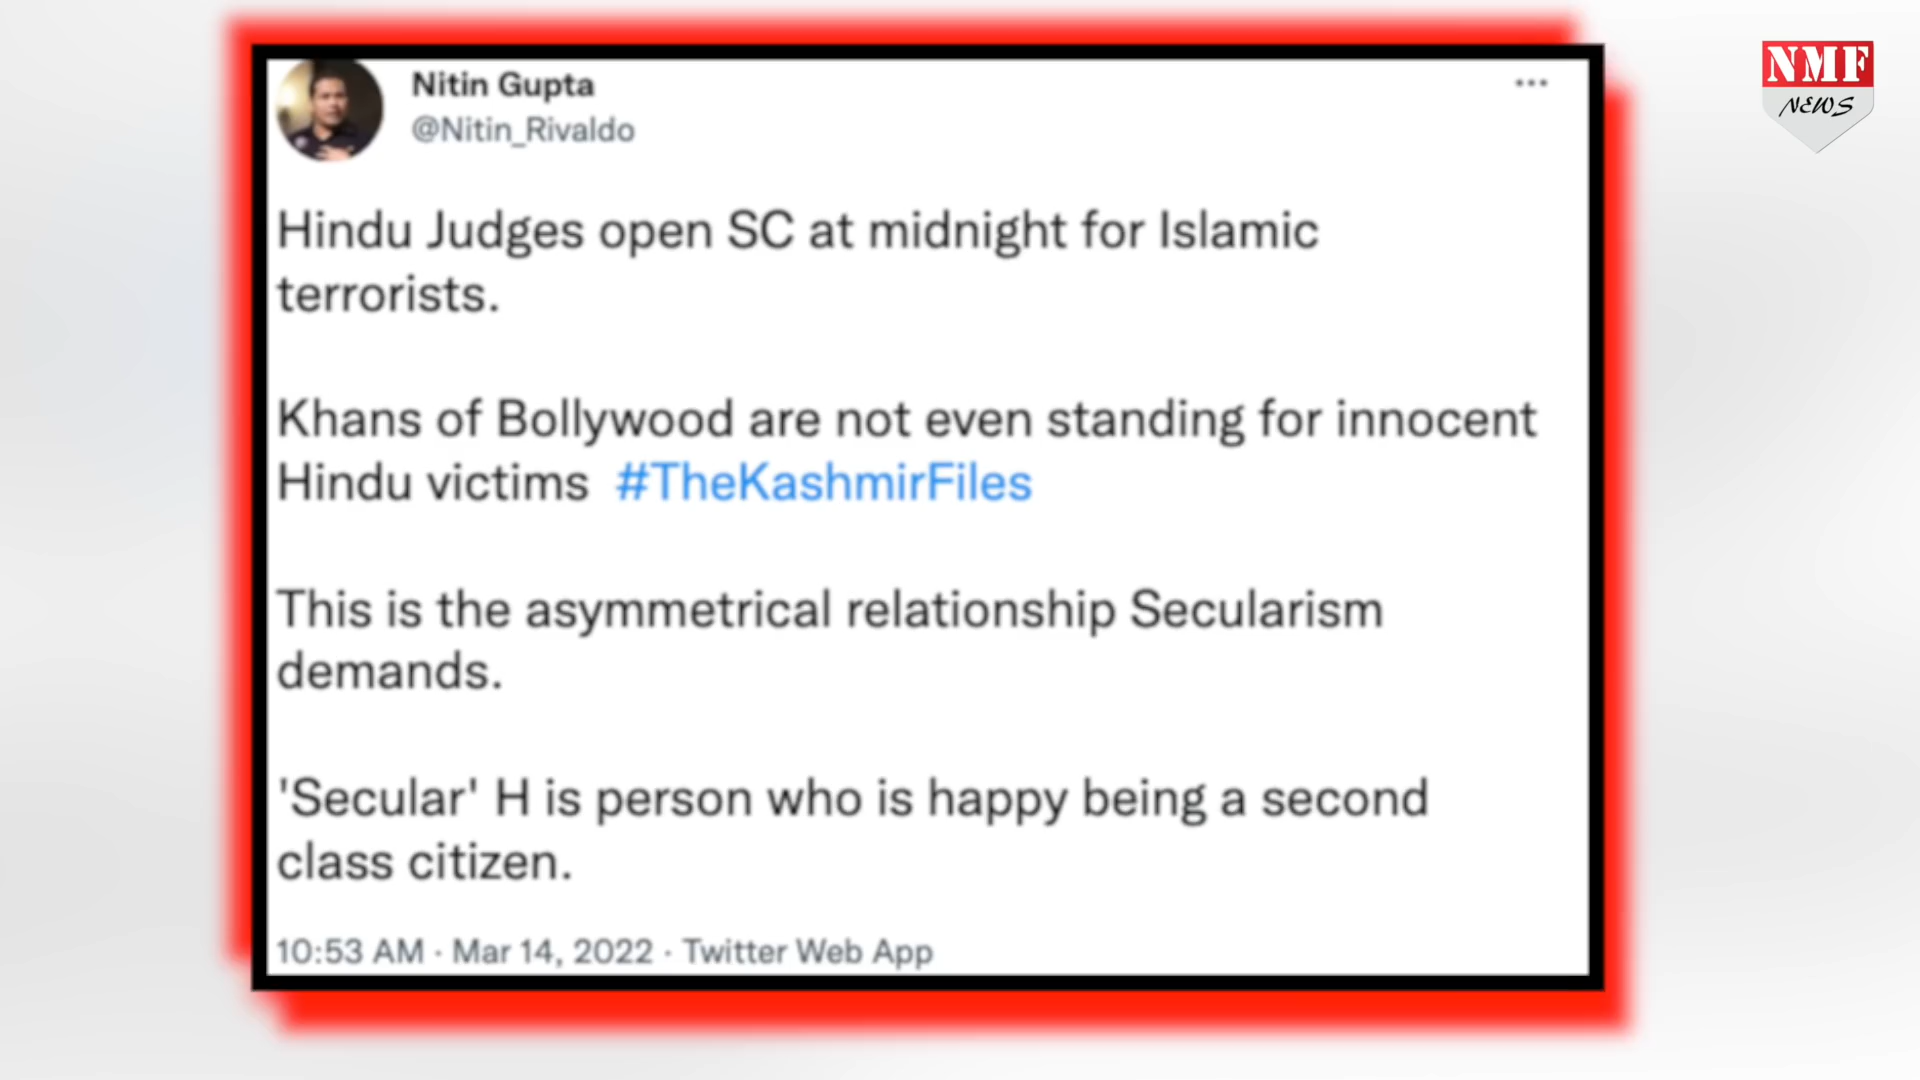 Nitin Gupta
@Nitin_Rivaldo
NMF
NEWS
Hindu Judges open SC at midnight for Islamic
terrorists.
Khans of Bollywood are not even standing for innocent
Hindu victims #TheKashmirFiles
This is the asymmetrical relationship Secularism
demands.
'Secular' H is person who is happy being a second
class citizen.
10:53 AM · Mar 14, 2022 · Twitter Web App